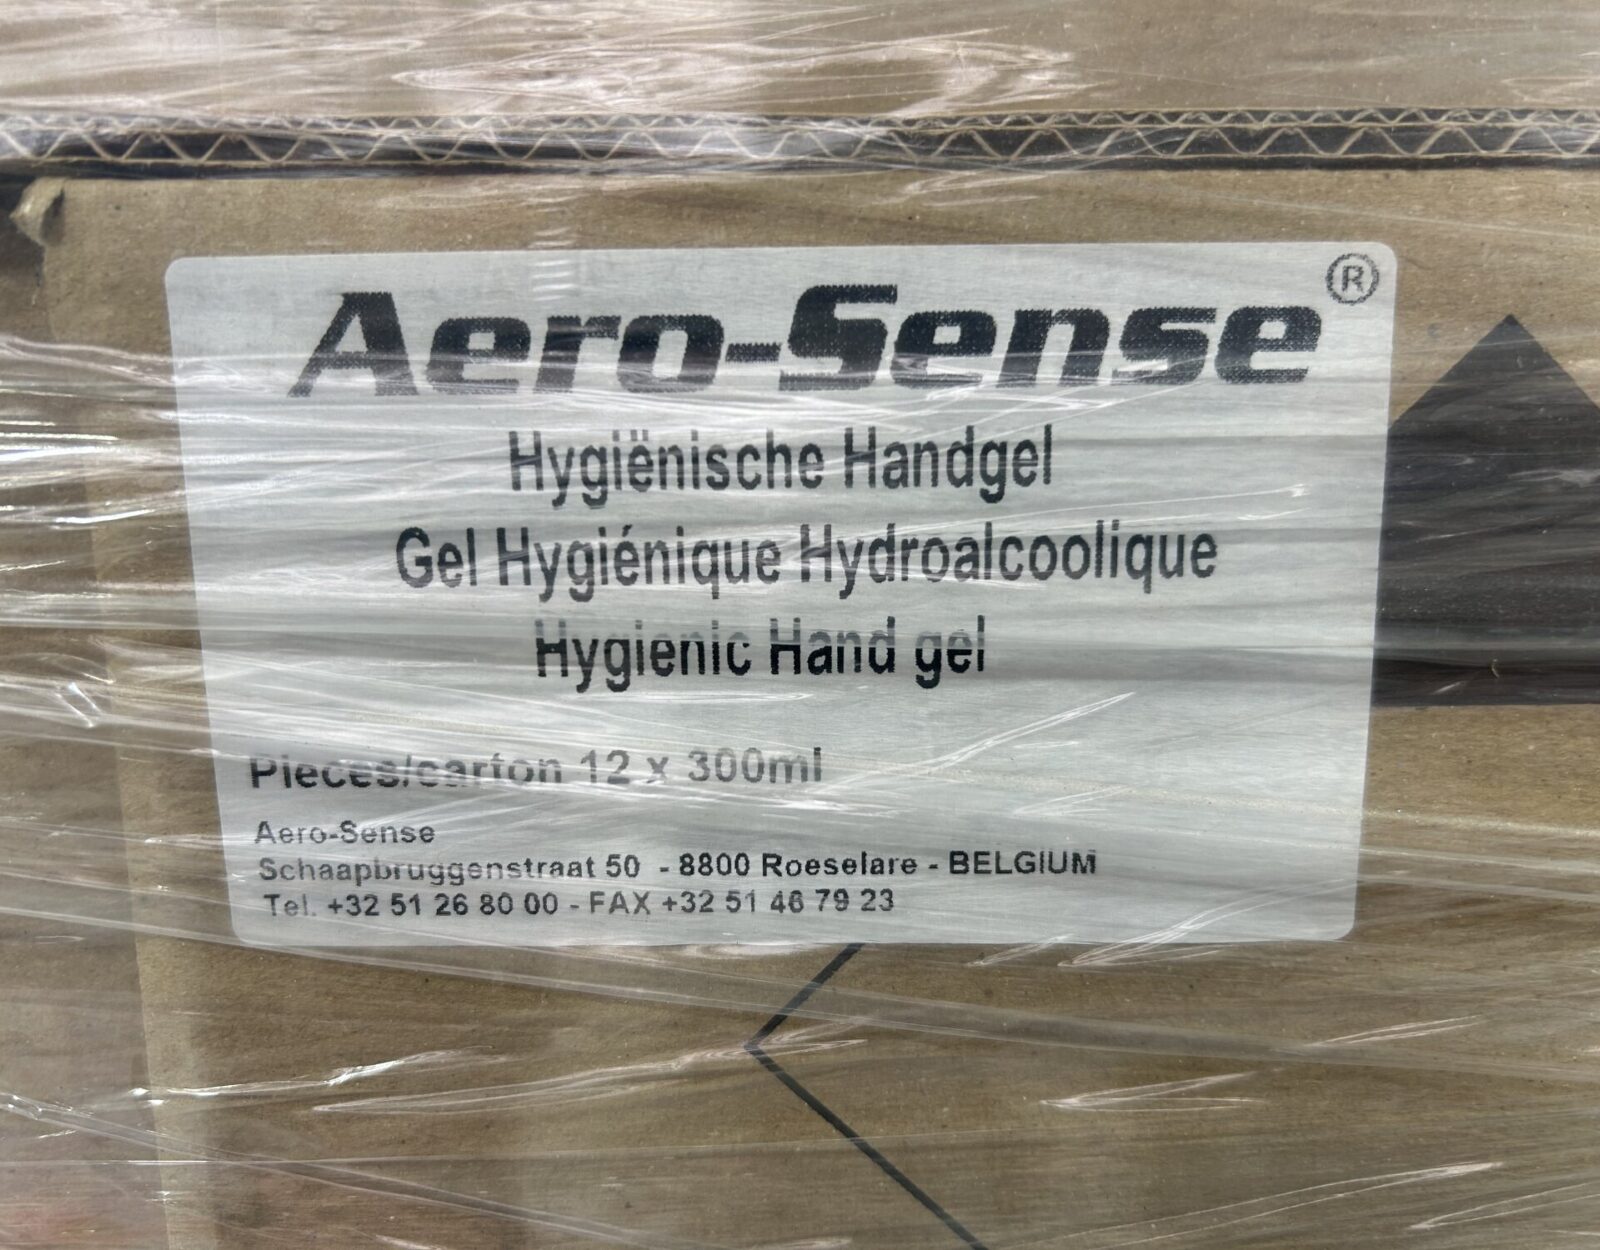 Aero-Sense®
Hygiënische Handgel
Gel Hygiénique Hydroalcoolique
Hygienic Hand gel
Pieces/carton 12 x 300ml
Aero-Sense
Schaapbruggenstraat 50 - 8800 Roeselare - BELGIUM
Tel. +32 51 26 80 00 - FAX +32 51 46 79 23